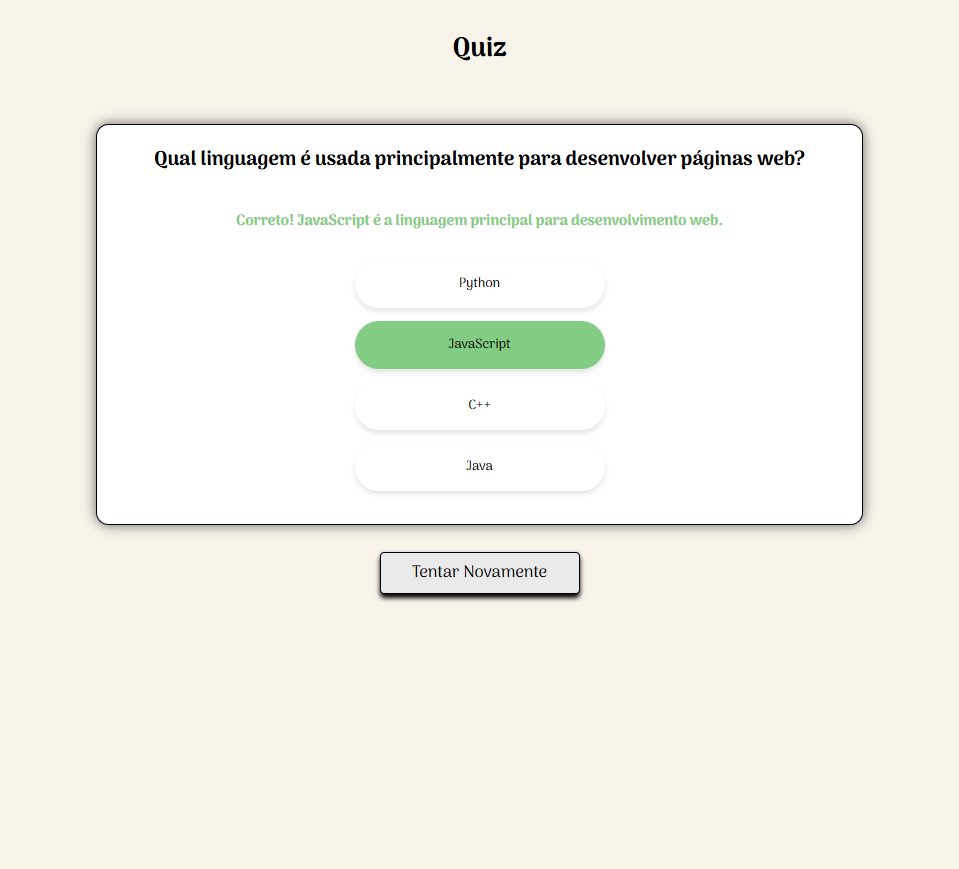 Quiz
Qual linguagem é usada principalmente para desenvolver páginas web?
Correto! JavaScript é a linguagem principal para desenvolvimento web.
Python
JavaScript
C++
Java
Tentar Novamente